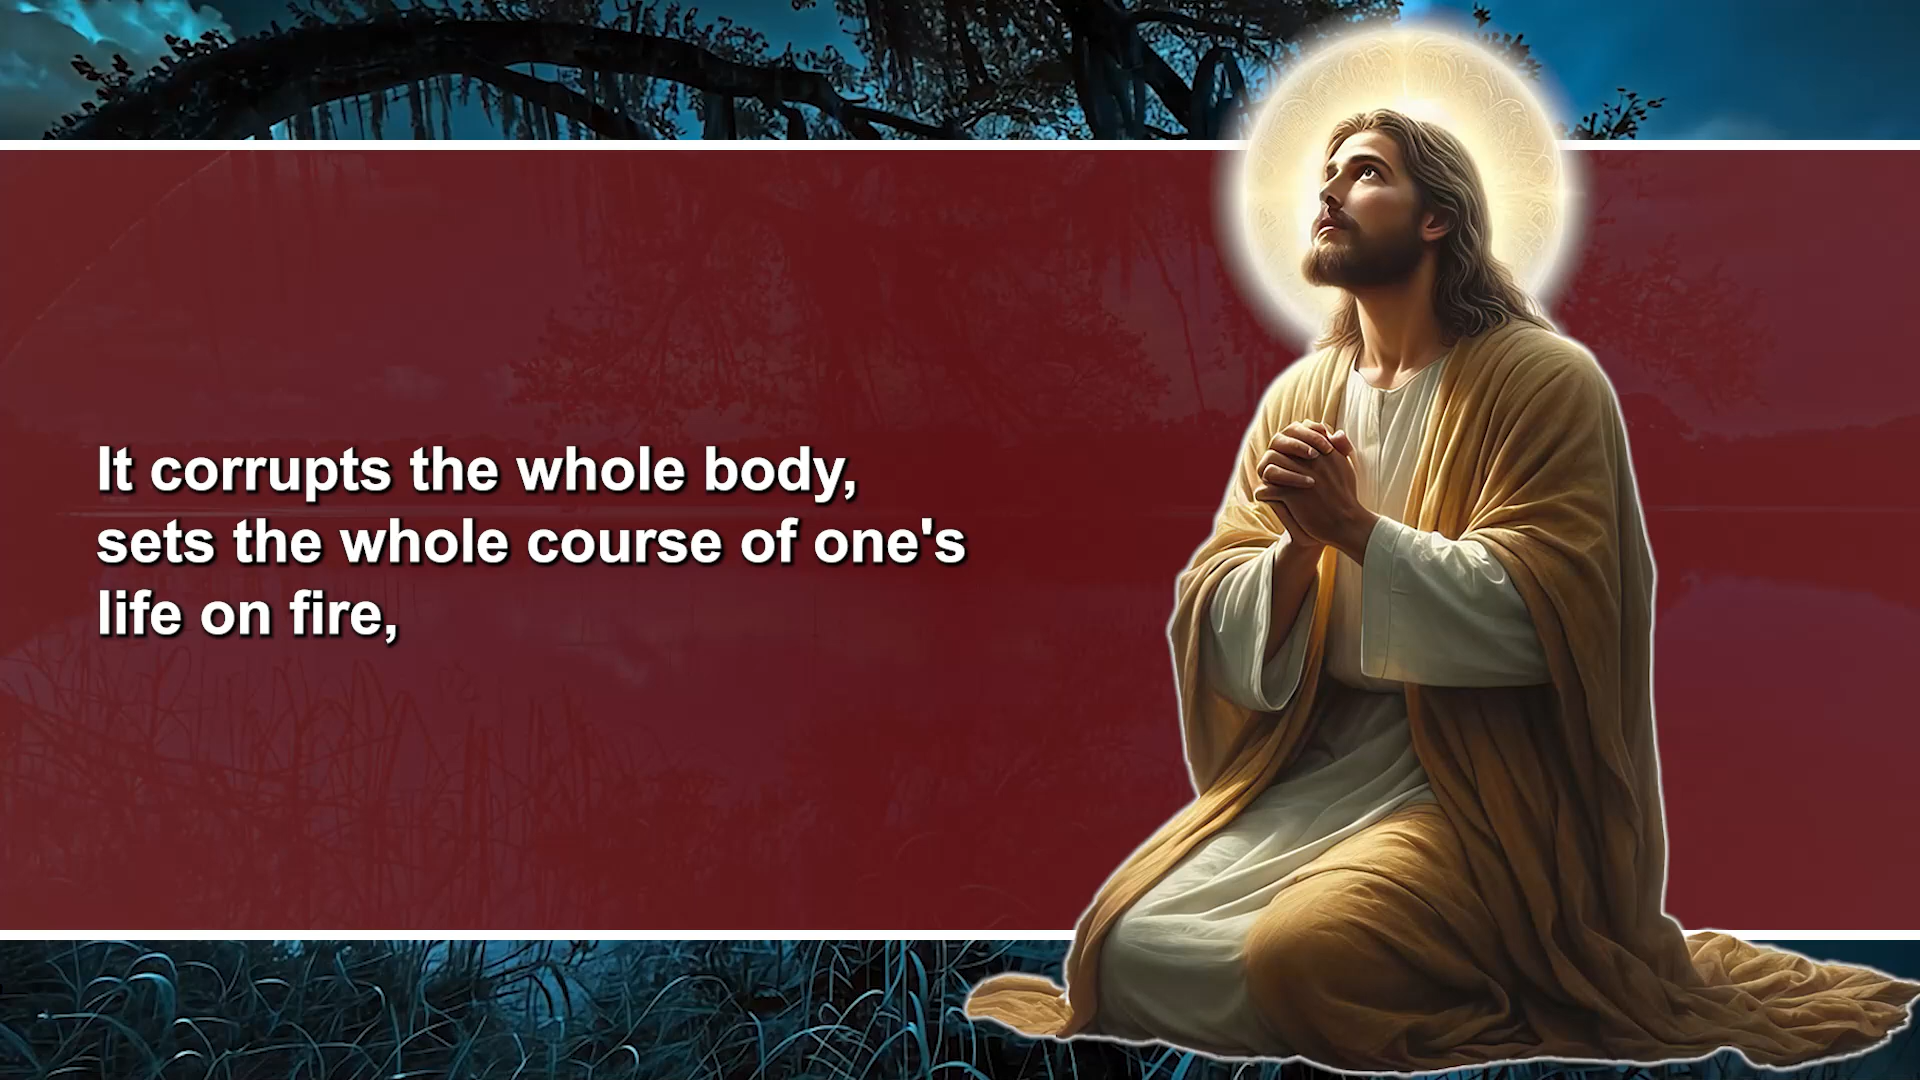 It corrupts the whole body,
sets the whole course of one's
life on fire,